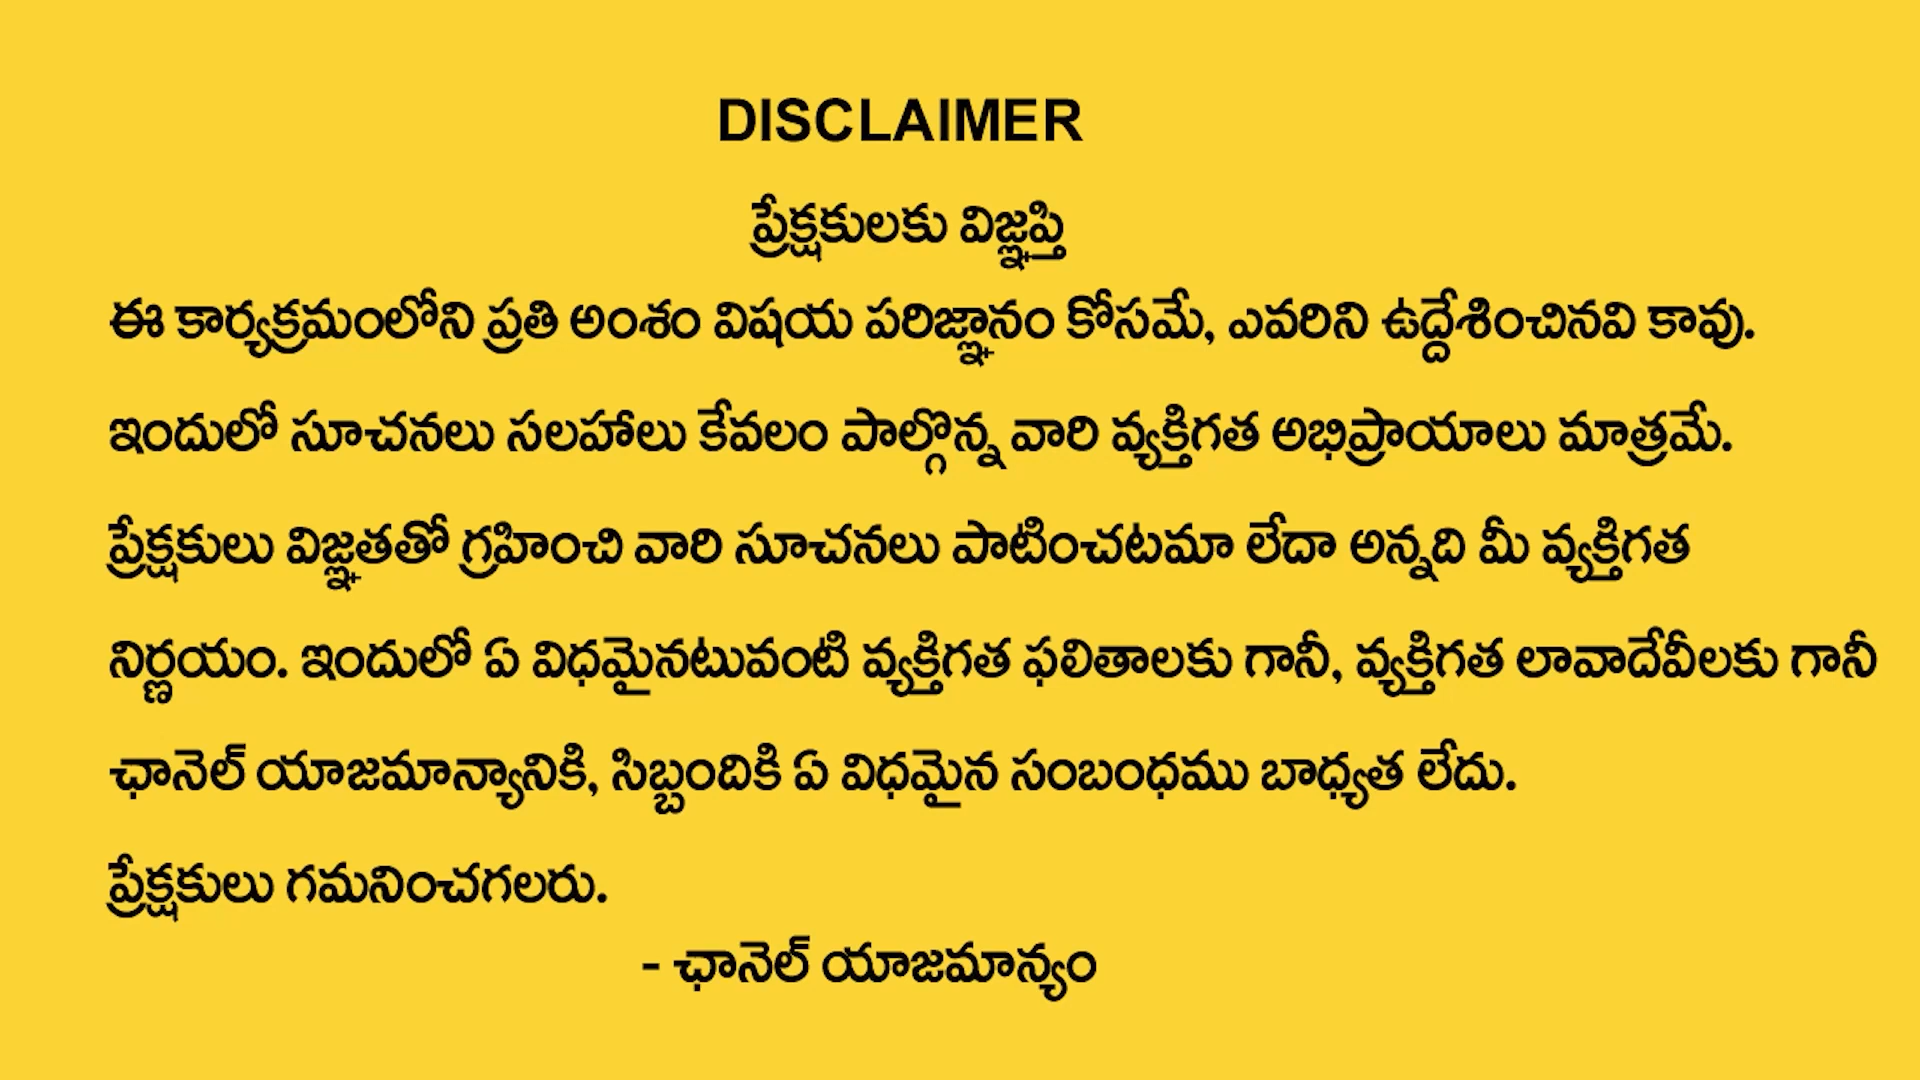 DISCLAIMER
ప్రేక్షకులకు విజ్ఞప్తి
ఈ కార్యక్రమంలోని ప్రతి అంశం విషయ పరిజ్ఞానం కోసమే, ఎవరిని ఉద్దేశించినవి కావు.
ఇందులో సూచనలు సలహాలు కేవలం పాల్గొన్న వారి వ్యక్తిగత అభిప్రాయాలు మాత్రమే.
ప్రేక్షకులు విజ్ఞతతో గ్రహించి వారి సూచనలు పాటించటమా లేదా అన్నది మీ వ్యక్తిగత
నిర్ణయం. ఇందులో ఏ విధమైనటువంటి వ్యక్తిగత ఫలితాలకు గానీ, వ్యక్తిగత లావాదేవీలకు గానీ
ఛానెల్ యాజమాన్యానికి, సిబ్బందికి ఏ విధమైన సంబంధము బాధ్యత లేదు.
ప్రేక్షకులు గమనించగలరు.
- ఛానెల్ యాజమాన్యం